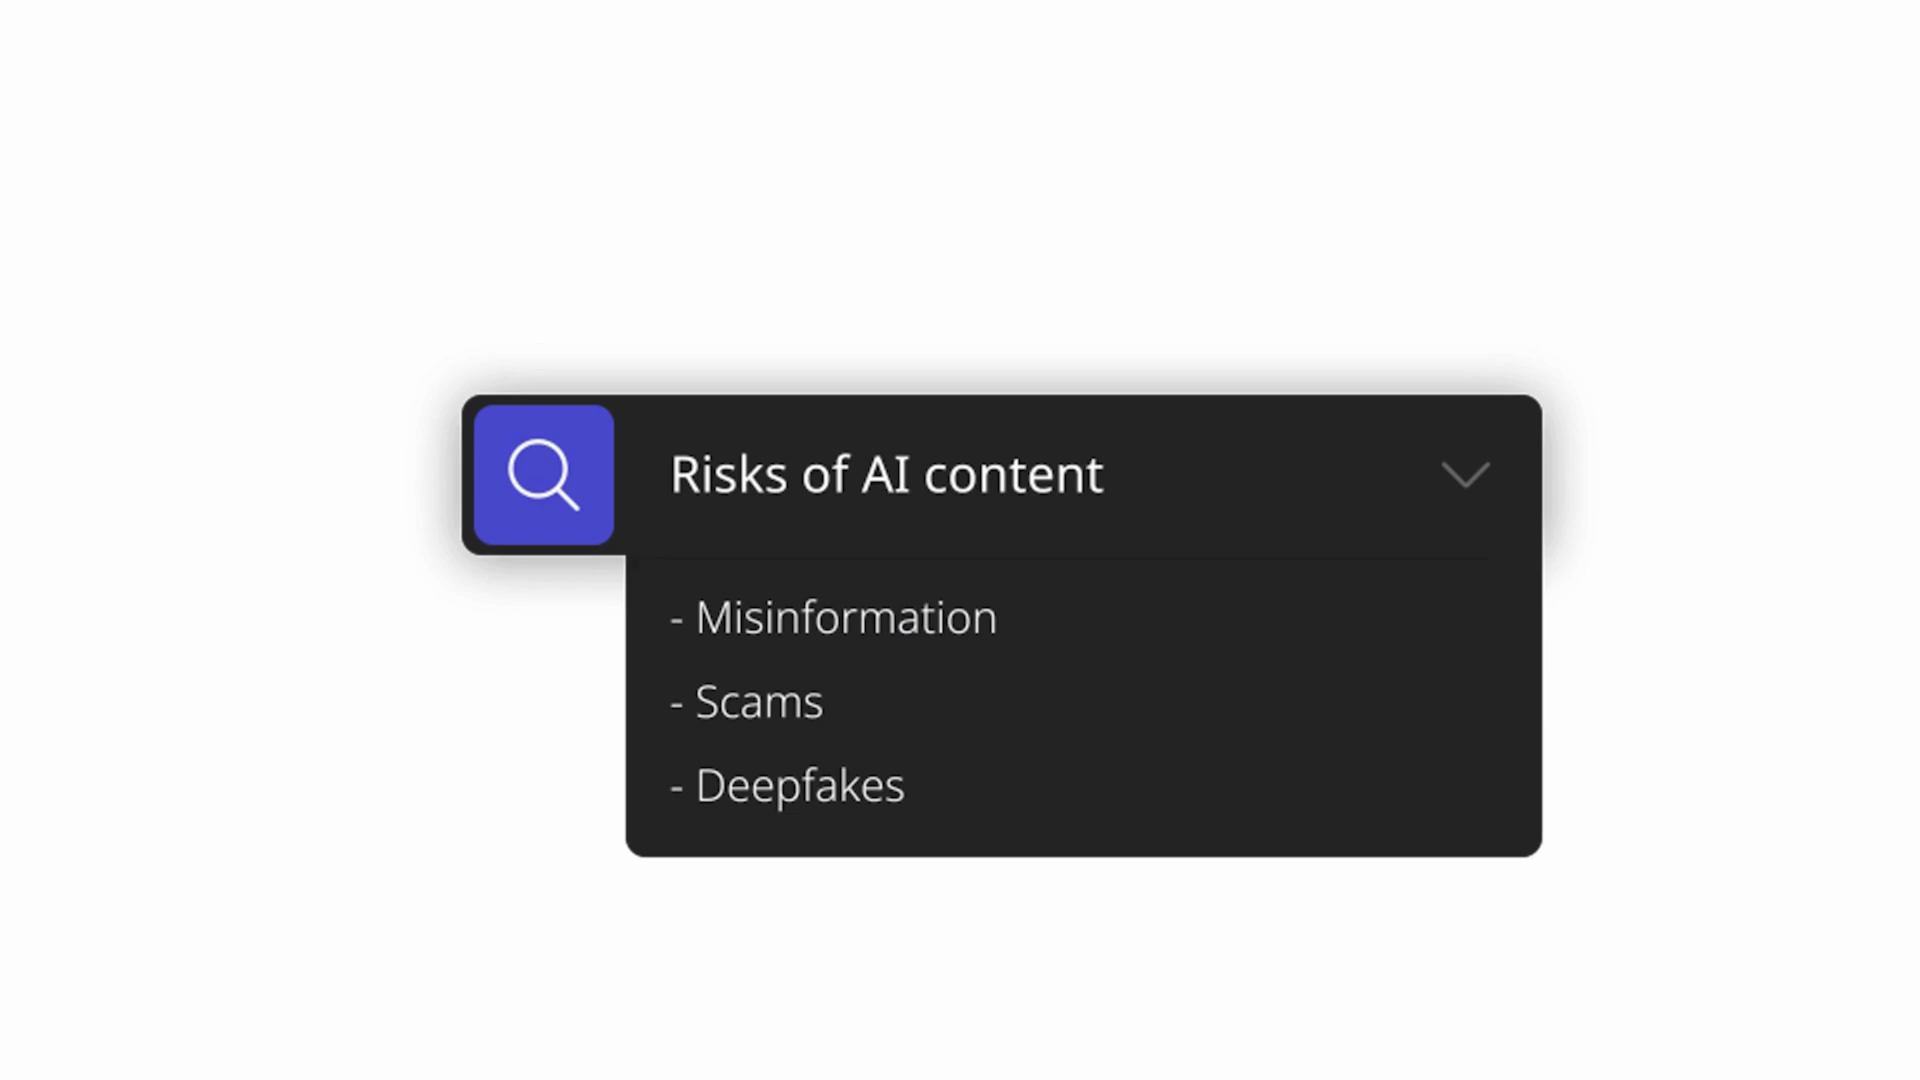 Risks of AI content
- Misinformation
- Scams
- Deepfakes